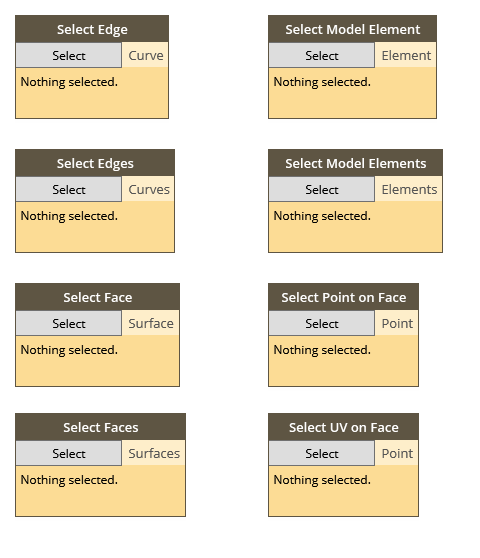 Select Edge
Select Curve
Nothing selected.
Select Model Element
Select Element
Nothing selected.
Select Edges
Select Curves
Nothing selected.
Select Model Elements
Select Elements
Nothing selected.
Select Face
Select Surface
Nothing selected.
Select Point on Face
Select Point
Nothing selected.
Select Faces
Select Surfaces
Nothing selected.
Select UV on Face
Select Point
Nothing selected.